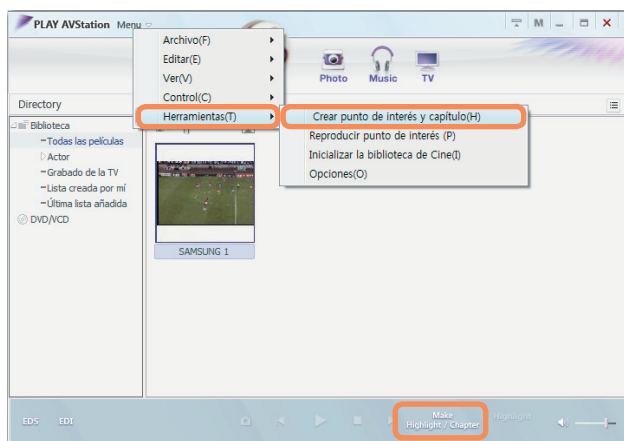 PLAY AVStation Menu
M
Archivo(F)
Editar(E)
Ver(V)
Control(C)
Herramientas(T)
Photo
Music
TV
Crear punto de interés y capítulo(H)
Reproducir punto de interés (P)
Inicializar la biblioteca de Cine(I)
Opciones(O)
Directory
Biblioteca
Todas las películas
Actor
Grabado de la TV
Lista creada por mí
Última lista añadida
DVD/VCD
SAMSUNG 1
EDS
EDI
Make
Highlight / Chapter
Highlight